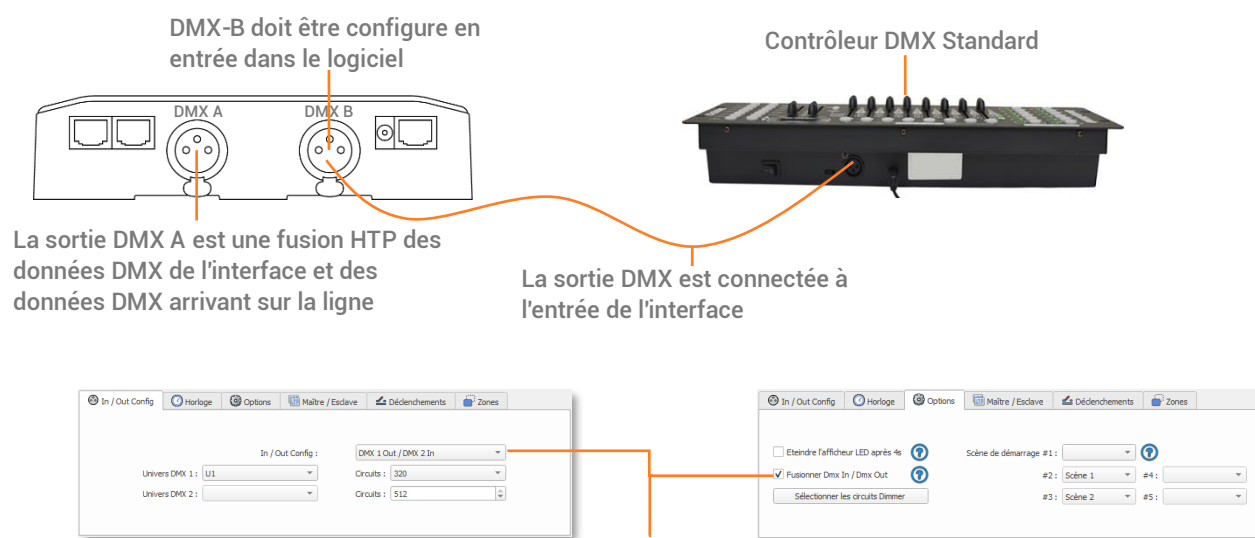 DMX-B doit être configure en
entrée dans le logiciel
Contrôleur DMX Standard
DMX A
DMX B
La sortie DMX A est une fusion HTP des
données DMX de l'interface et des
données DMX arrivant sur la ligne
La sortie DMX est connectée à
l'entrée de l'interface
In / Out Config
Horloge
Options
Maître / Esclave
Déclenchements
Zones
In / Out Config :
DMX 1 Out / DMX 2 In
Univers DMX 1 :
U1
Circuits :
320
Univers DMX 2 :
Circuits :
512
In / Out Config
Horloge
Options
Maître / Esclave
Déclenchements
Zones
Eteindre l'afficheur LED après 4s
Scène de démarrage #1 :
Fusionner Dmx In / Dmx Out
#2 :
Scène 1
#4 :
Sélectionner les circuits Dimmer
#3 :
Scène 2
#5 :